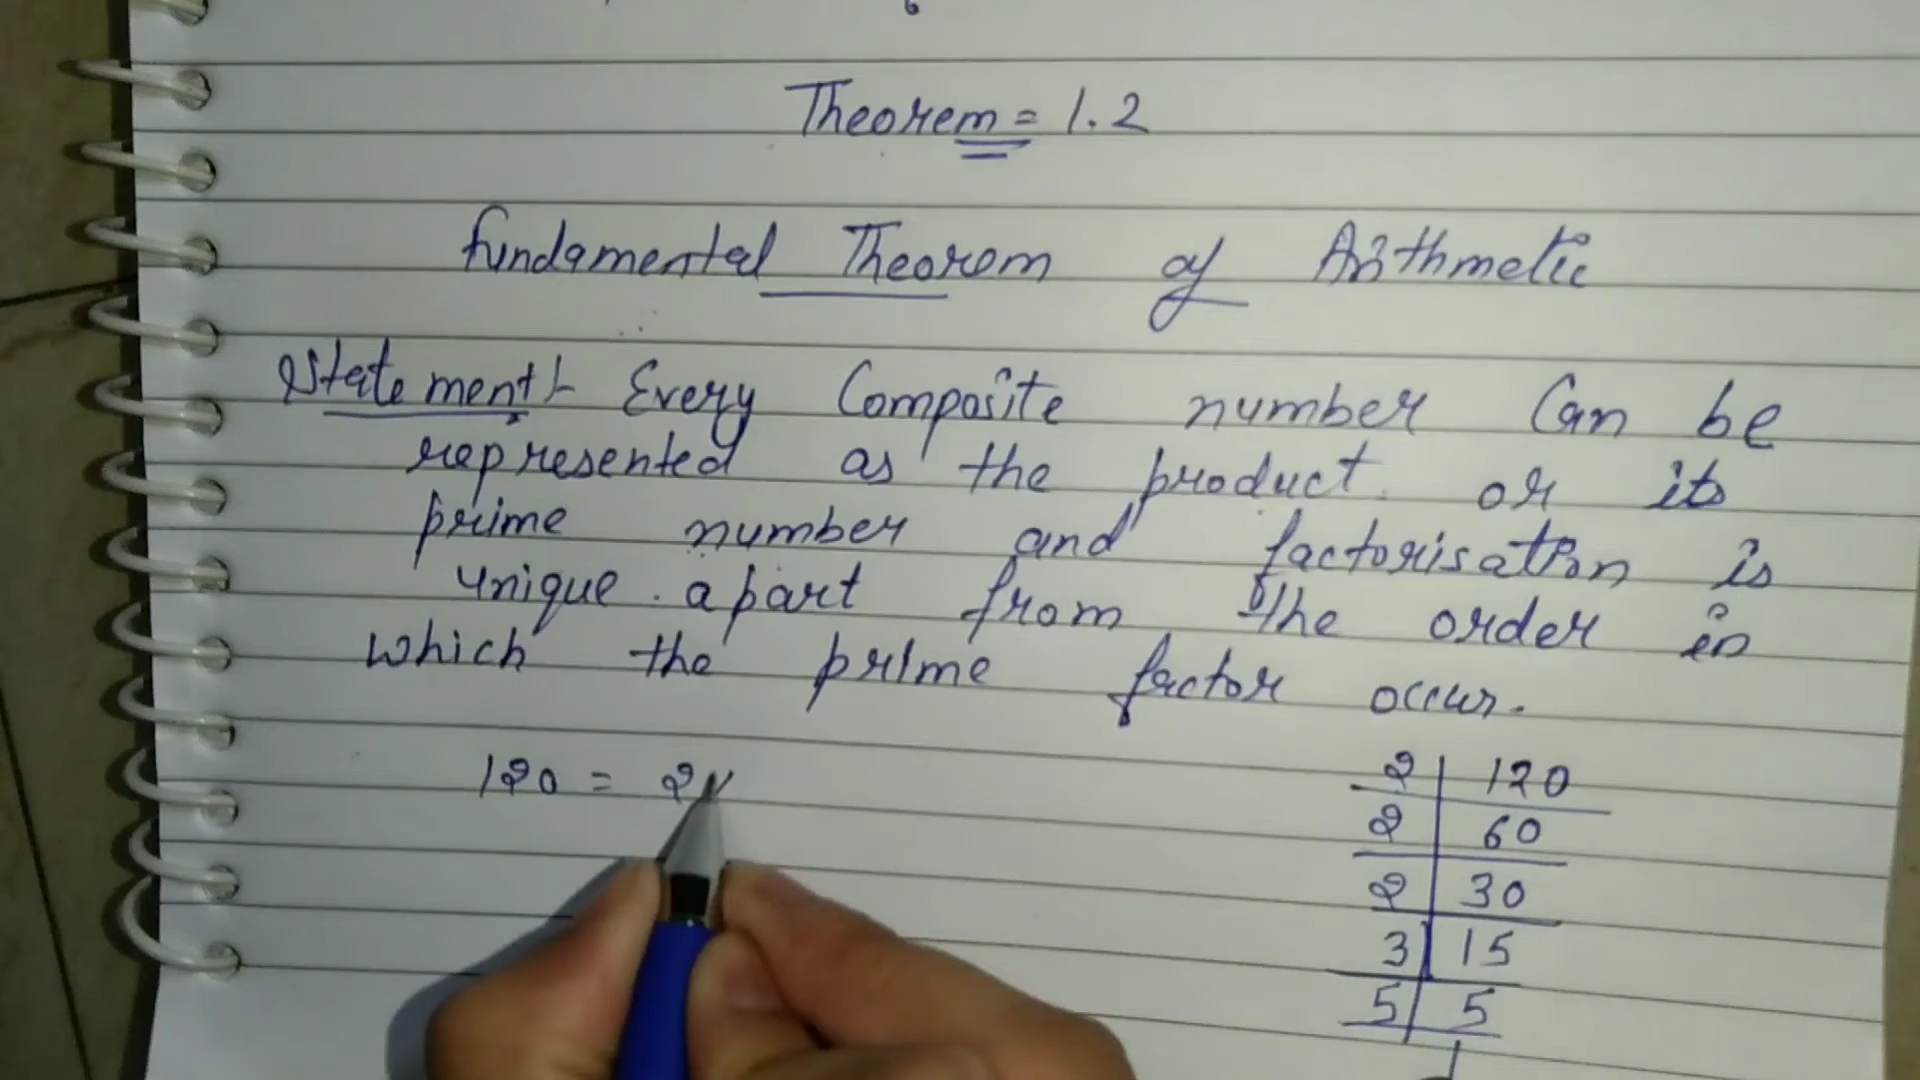 Theorem = 1.2
fundamental Theorem of Arithmetic
Statement :- Every Composite number Can be
represented as the product or its
prime number and factorisation is
unique. apart from the order in
which the prime factor occur.
120 = 2x
2 | 120
2 | 60
2 | 30
3 | 15
5 | 5